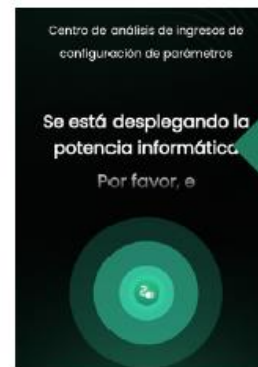 Centro de análisis de ingresos de
configuración de parámetros
Se está desplegando la
potencia informática
Por favor, e